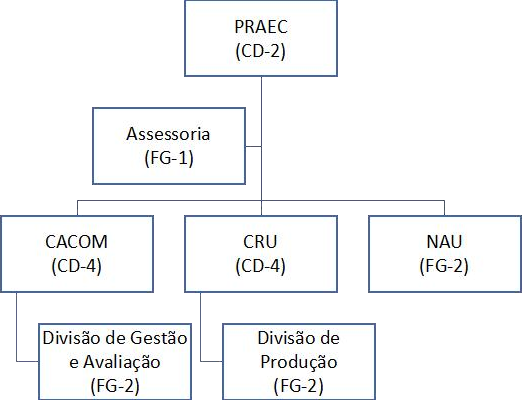 PRAEC
(CD-2)
Assessoria
(FG-1)
CACOM
(CD-4)
CRU
(CD-4)
NAU
(FG-2)
Divisão de Gestão
e Avaliação
(FG-2)
Divisão de
Produção
(FG-2)